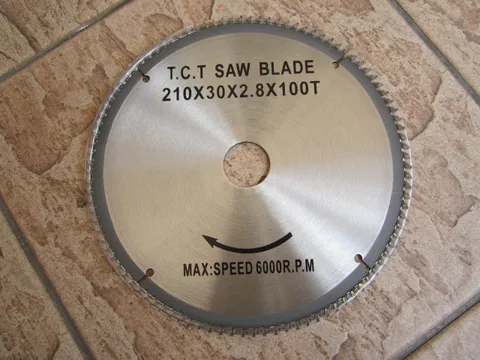 T.C.T SAW BLADE
210X30X2.8X100T
MAX:SPEED 6000R.P.M